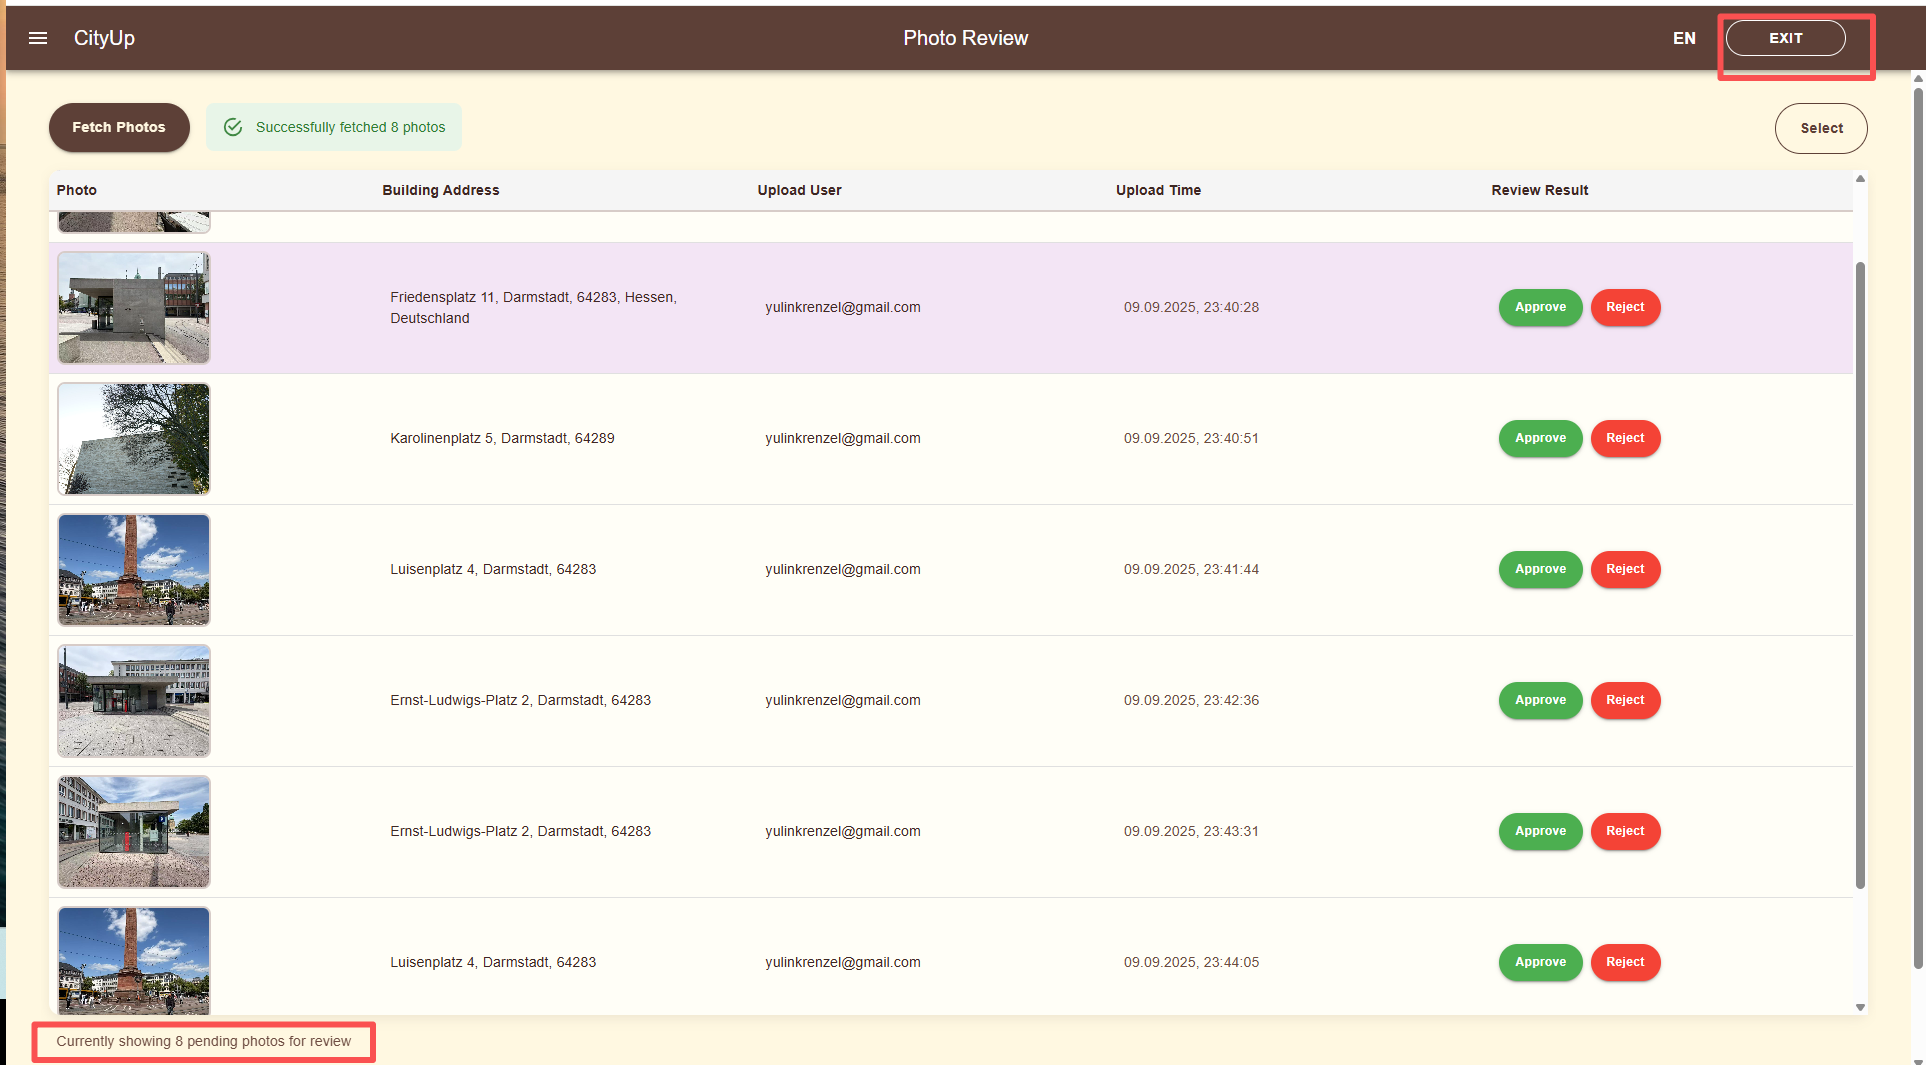 CityUp
Photo Review
EN
EXIT
Fetch Photos
Successfully fetched 8 photos
Select
Photo
Building Address
Upload User
Upload Time
Review Result
Friedensplatz 11, Darmstadt, 64283, Hessen,
Deutschland
yulinkrenzel@gmail.com
09.09.2025, 23:40:28
Approve
Reject
Karolinenplatz 5, Darmstadt, 64289
yulinkrenzel@gmail.com
09.09.2025, 23:40:51
Approve
Reject
Luisenplatz 4, Darmstadt, 64283
yulinkrenzel@gmail.com
09.09.2025, 23:41:44
Approve
Reject
Ernst-Ludwigs-Platz 2, Darmstadt, 64283
yulinkrenzel@gmail.com
09.09.2025, 23:42:36
Approve
Reject
Ernst-Ludwigs-Platz 2, Darmstadt, 64283
yulinkrenzel@gmail.com
09.09.2025, 23:43:31
Approve
Reject
Luisenplatz 4, Darmstadt, 64283
yulinkrenzel@gmail.com
09.09.2025, 23:44:05
Approve
Reject
Currently showing 8 pending photos for review